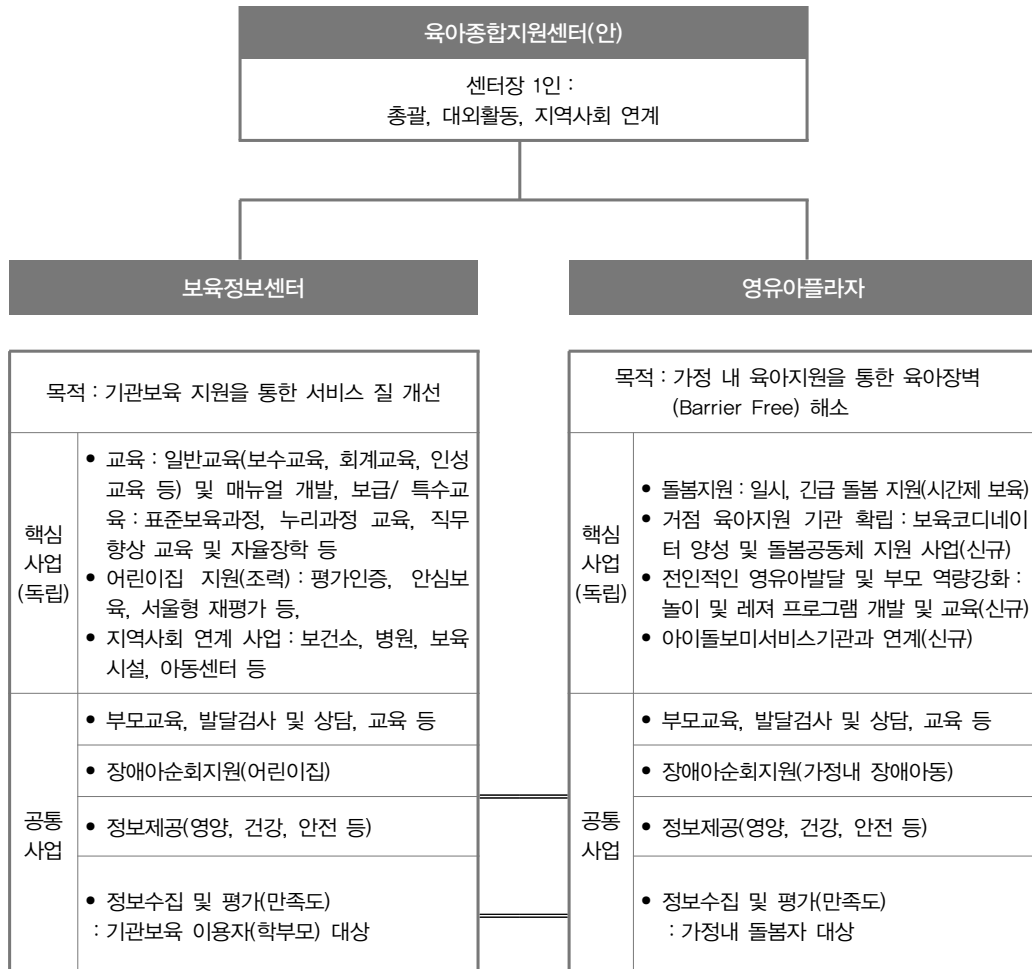 육아종합지원센터(안)
센터장 1인 :
총괄, 대외활동, 지역사회 연계
보육정보센터
목적 : 기관보육 지원을 통한 서비스 질 개선
핵심
사업
(독립)
• 교육 : 일반교육(보수교육, 회계교육, 인성
교육 등) 및 매뉴얼 개발, 보급/ 특수교
육 : 표준보육과정, 누리과정 교육, 직무
향상 교육 및 자율장학 등
• 어린이집 지원(조력) : 평가인증, 안심보
육, 서울형 재평가 등,
• 지역사회 연계 사업 : 보건소, 병원, 보육
시설, 아동센터 등
공통
사업
• 부모교육, 발달검사 및 상담, 교육 등
• 장애아순회지원(어린이집)
• 정보제공(영양, 건강, 안전 등)
• 정보수집 및 평가(만족도)
: 기관보육 이용자(학부모) 대상
영유아플라자
목적 : 가정 내 육아지원을 통한 육아장벽
(Barrier Free) 해소
핵심
사업
(독립)
• 돌봄지원 : 일시, 긴급 돌봄 지원(시간제 보육)
• 거점 육아지원 기관 확립 : 보육코디네이
터 양성 및 돌봄공동체 지원 사업(신규)
• 전인적인 영유아발달 및 부모 역량강화 :
놀이 및 레져 프로그램 개발 및 교육(신규)
• 아이돌보미서비스기관과 연계(신규)
공통
사업
• 부모교육, 발달검사 및 상담, 교육 등
• 장애아순회지원(가정내 장애아동)
• 정보제공(영양, 건강, 안전 등)
• 정보수집 및 평가(만족도)
: 가정내 돌봄자 대상